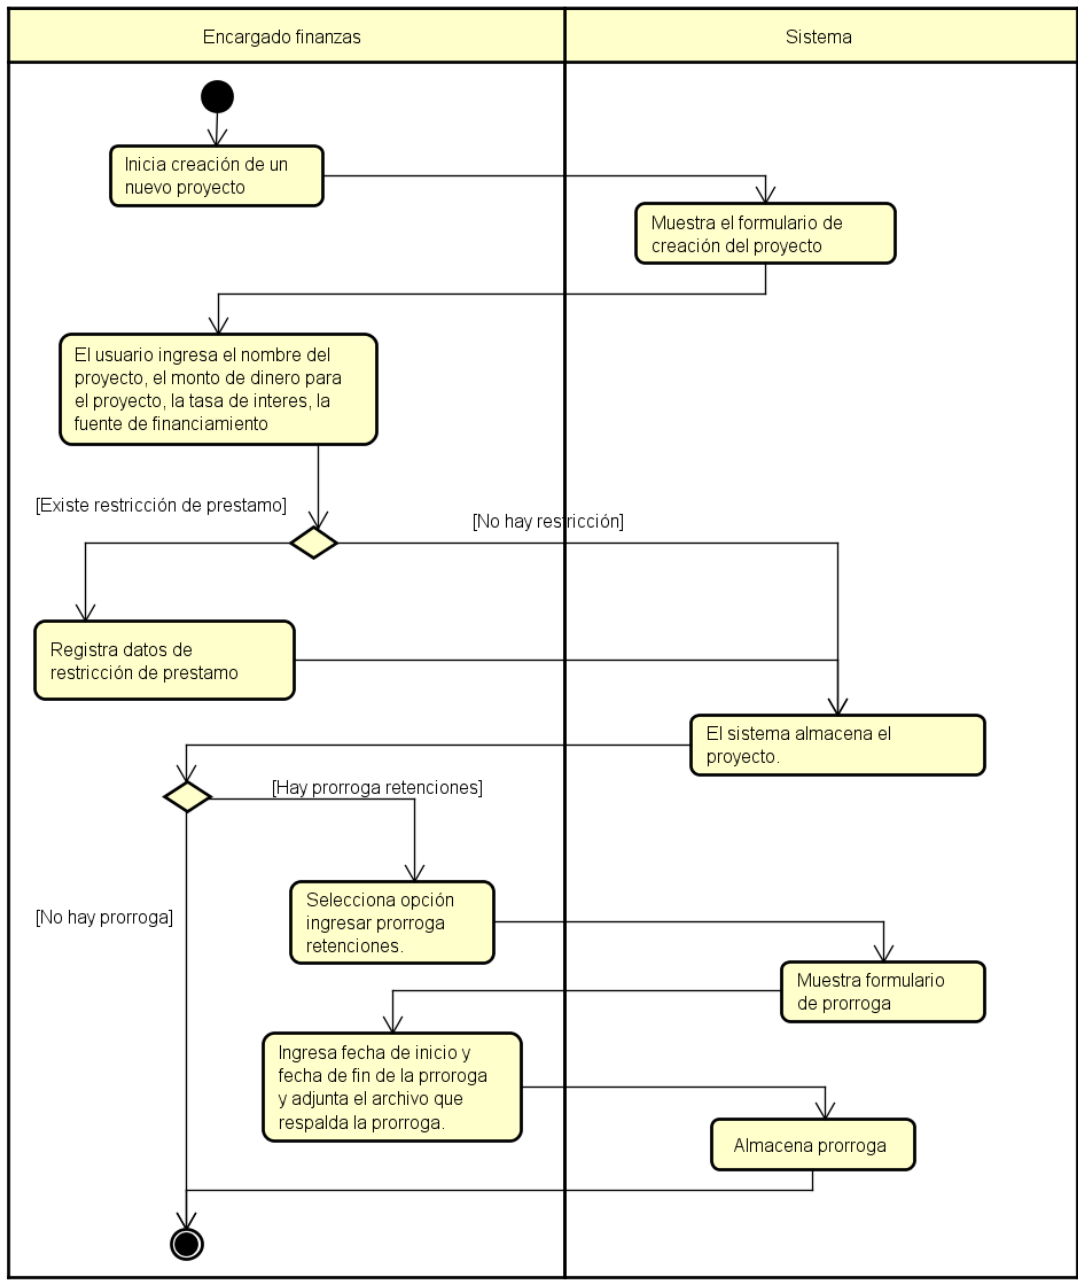 Encargado finanzas
Sistema
Inicia creación de un
nuevo proyecto
Muestra el formulario de
creación del proyecto
El usuario ingresa el nombre del
proyecto, el monto de dinero para
el proyecto, la tasa de interes, la
fuente de financiamiento
[Existe restricción de prestamo]
[No hay restricción]
Registra datos de
restricción de prestamo
El sistema almacena el
proyecto.
[Hay prorroga retenciones]
Selecciona opción
ingresar prorroga
retenciones.
[No hay prorroga]
Muestra formulario
de prorroga
Ingresa fecha de inicio y
fecha de fin de la prroroga
y adjunta el archivo que
respalda la prorroga.
Almacena prorroga